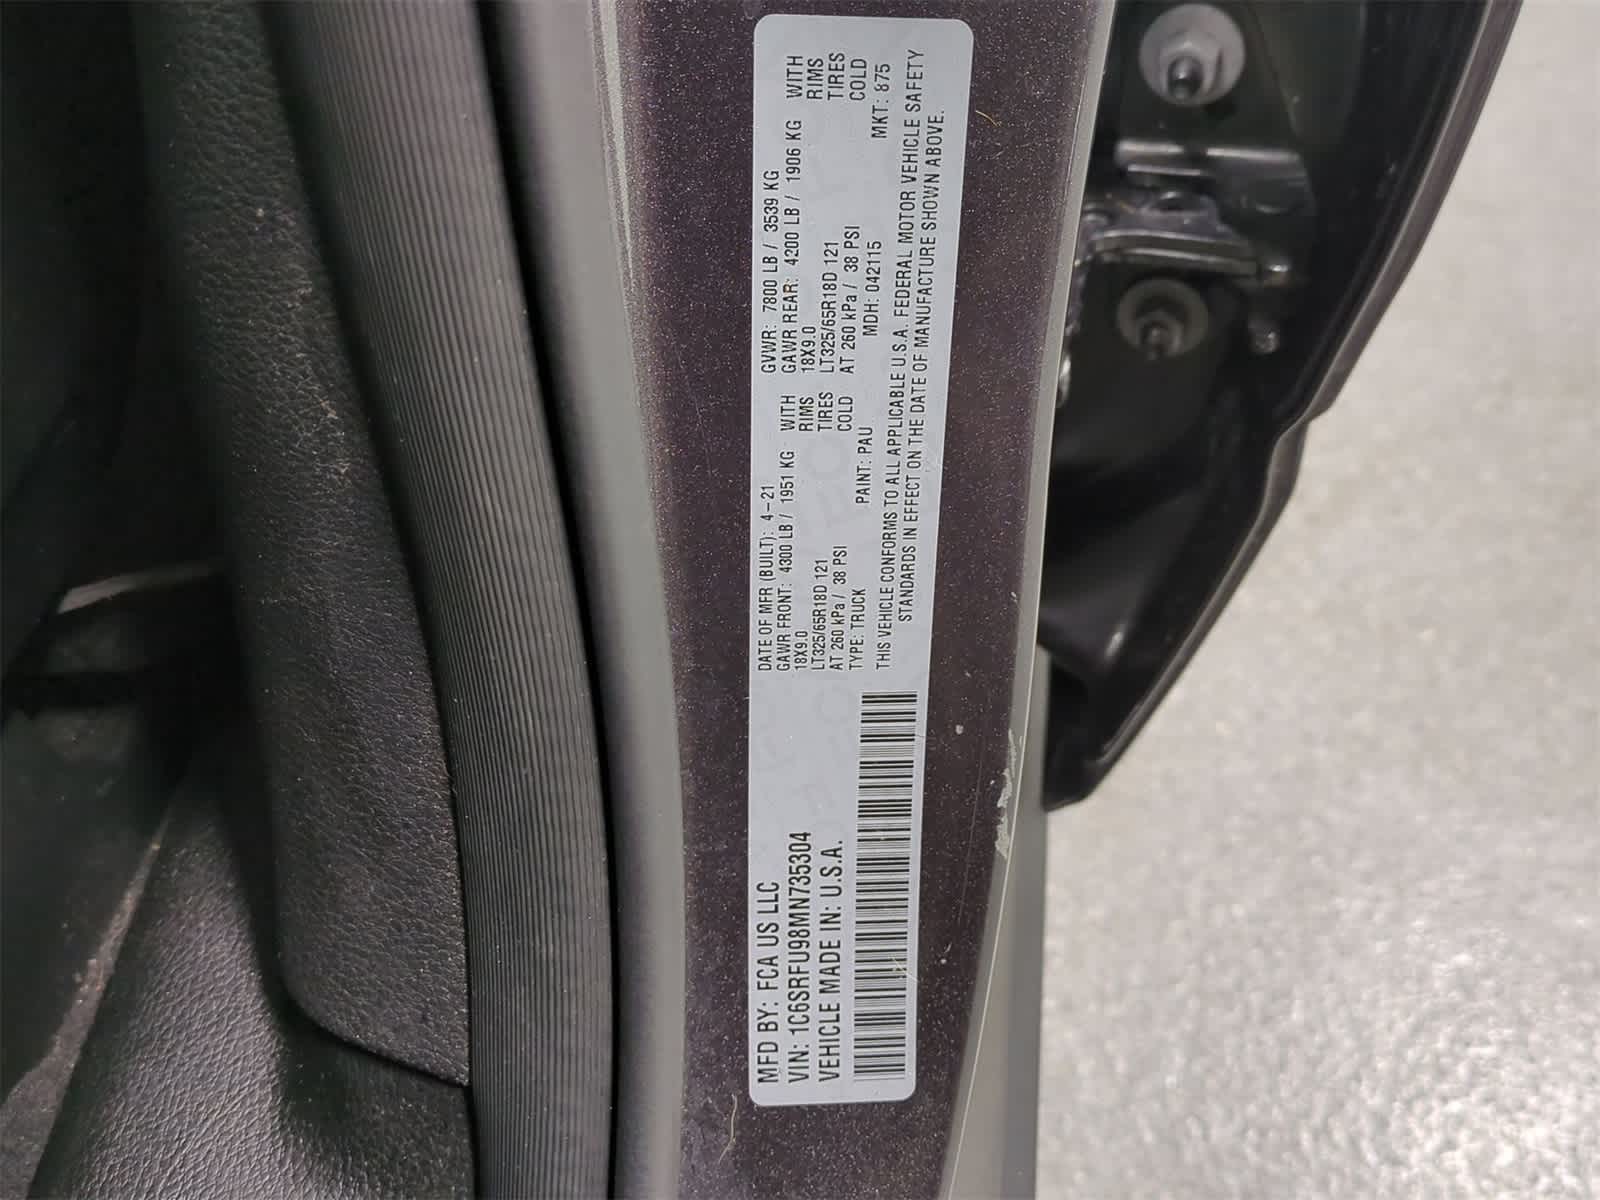 MFD BY: FCA US LLC
VIN: 1C6SRFU98MN735304
VEHICLE MADE IN: U.S.A.
DATE OF MFR (BUILT): 4-21
GAWR FRONT: 4300 LB / 1951 KG WITH
18X9.0 RIMS
LT325/65R18D 121 TIRES
AT 260 kPa / 38 PSI COLD
TYPE: TRUCK PAINT: PAU
GVWR: 7800 LB / 3539 KG
GAWR REAR: 4200 LB / 1906 KG WITH
18X9.0 RIMS
LT325/65R18D 121 TIRES
AT 260 kPa / 38 PSI COLD
MDH: 042115 MKT: 875
THIS VEHICLE CONFORMS TO ALL APPLICABLE U.S.A. FEDERAL MOTOR VEHICLE SAFETY
STANDARDS IN EFFECT ON THE DATE OF MANUFACTURE SHOWN ABOVE.